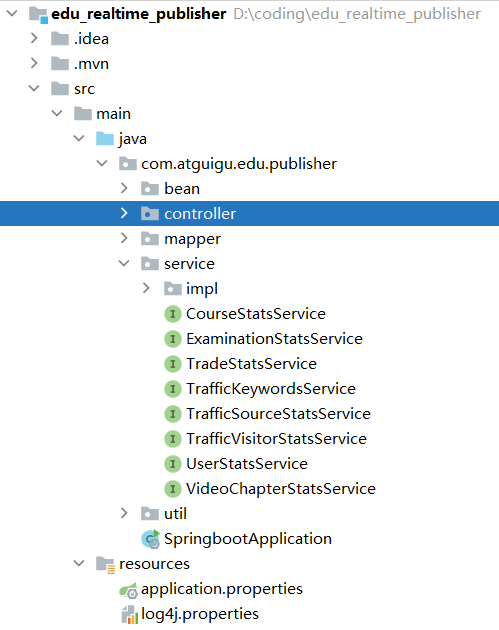 edu_realtime_publisher D:\coding\edu_realtime_publisher
.idea
.mvn
src
main
java
com.atguigu.edu.publisher
bean
controller
mapper
service
impl
CourseStatsService
ExaminationStatsService
TradeStatsService
TrafficKeywordsService
TrafficSourceStatsService
TrafficVisitorStatsService
UserStatsService
VideoChapterStatsService
util
SpringbootApplication
resources
application.properties
log4j.properties